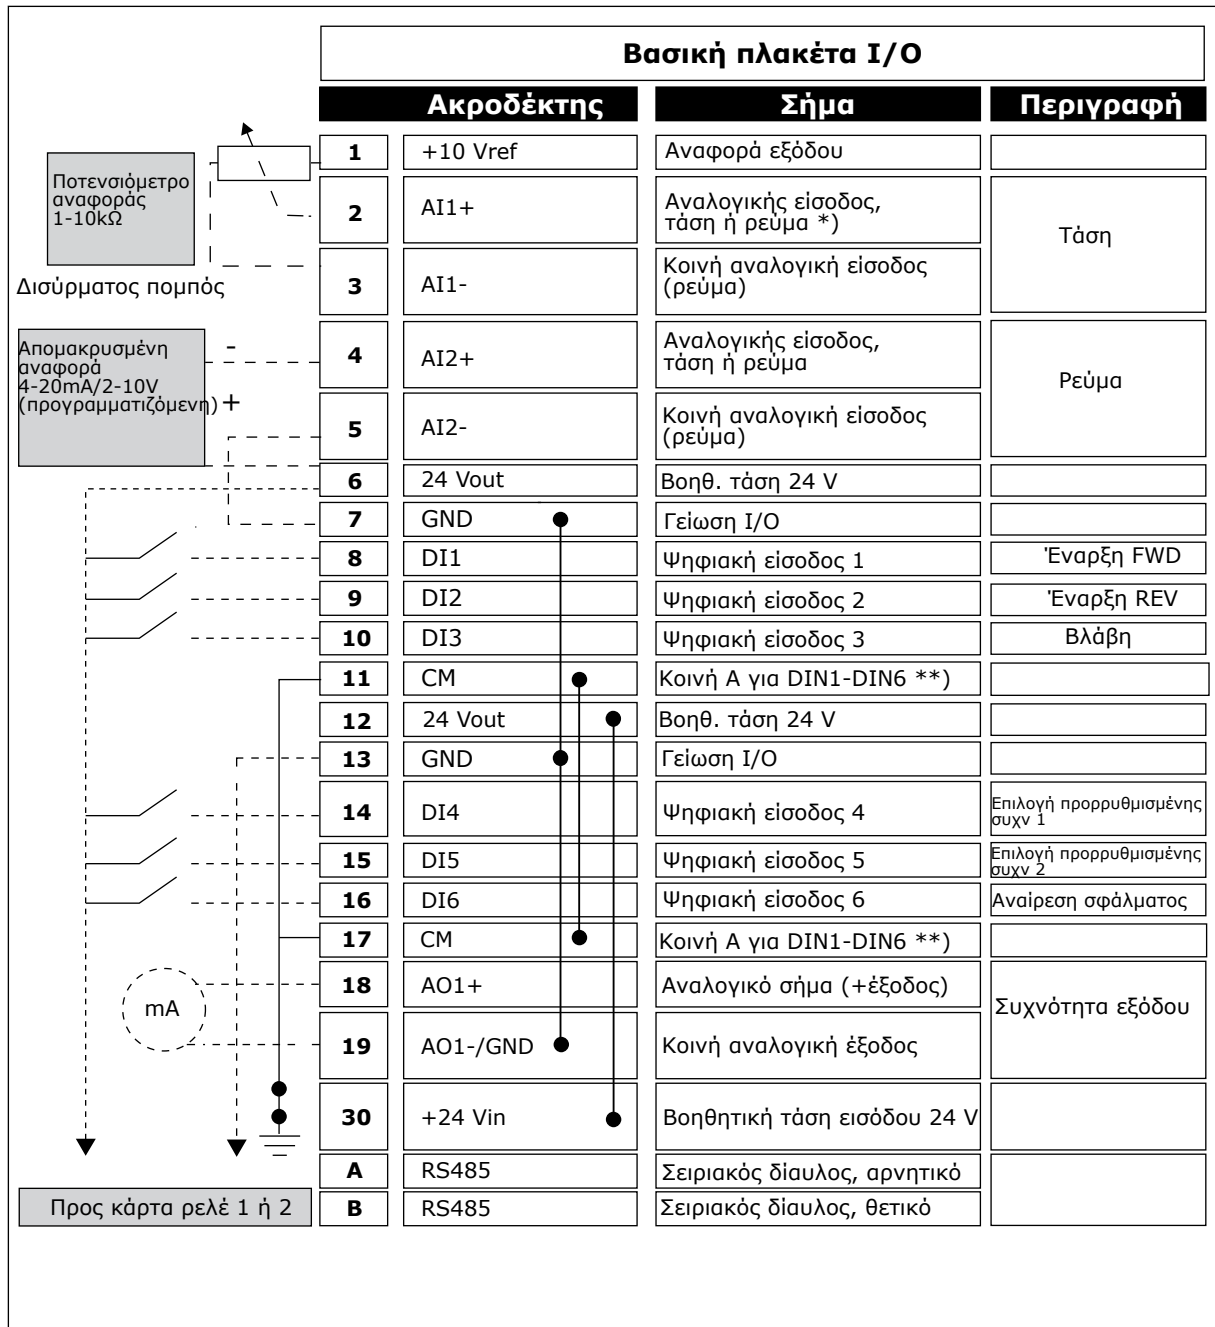 Βασική πλακέτα I/O
Ακροδέκτης Σήμα Περιγραφή
Ποτενσιόμετρο
αναφοράς
1-10kΩ
Δισύρματος πομπός
Απομακρυσμένη
αναφορά
4-20mA/2-10V
(προγραμματιζόμενη)
-
+
1 +10 Vref Αναφορά εξόδου
2 AI1+ Αναλογικής είσοδος,
τάση ή ρεύμα *)
Τάση
3 AI1- Κοινή αναλογική είσοδος
(ρεύμα)
4 AI2+ Αναλογικής είσοδος,
τάση ή ρεύμα
Ρεύμα
5 AI2- Κοινή αναλογική είσοδος
(ρεύμα)
6 24 Vout Βοηθ. τάση 24 V
7 GND Γείωση I/O
8 DI1 Ψηφιακή είσοδος 1 Έναρξη FWD
9 DI2 Ψηφιακή είσοδος 2 Έναρξη REV
10 DI3 Ψηφιακή είσοδος 3 Βλάβη
11 CM Κοινή A για DIN1-DIN6 **)
12 24 Vout Βοηθ. τάση 24 V
13 GND Γείωση I/O
14 DI4 Ψηφιακή είσοδος 4 Επιλογή προρρυθμισμένης
συχν 1
15 DI5 Ψηφιακή είσοδος 5 Επιλογή προρρυθμισμένης
συχν 2
16 DI6 Ψηφιακή είσοδος 6 Αναίρεση σφάλματος
17 CM Κοινή A για DIN1-DIN6 **)
18 AO1+ Αναλογικό σήμα (+έξοδος)
Συχνότητα εξόδου
mA
19 AO1-/GND Κοινή αναλογική έξοδος
30 +24 Vin Βοηθητική τάση εισόδου 24 V
A RS485 Σειριακός δίαυλος, αρνητικό
Προς κάρτα ρελέ 1 ή 2
B RS485 Σειριακός δίαυλος, θετικό